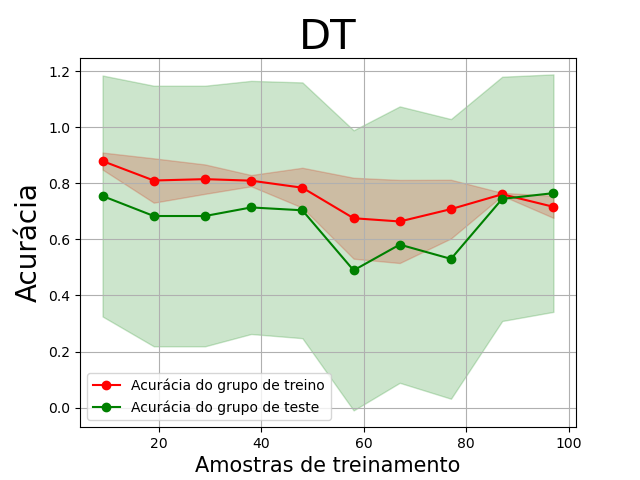 DT
Acurácia
1.2
1.0
0.8
0.6
0.4
0.2
0.0
Acurácia do grupo de treino
Acurácia do grupo de teste
20
40
60
80
100
Amostras de treinamento